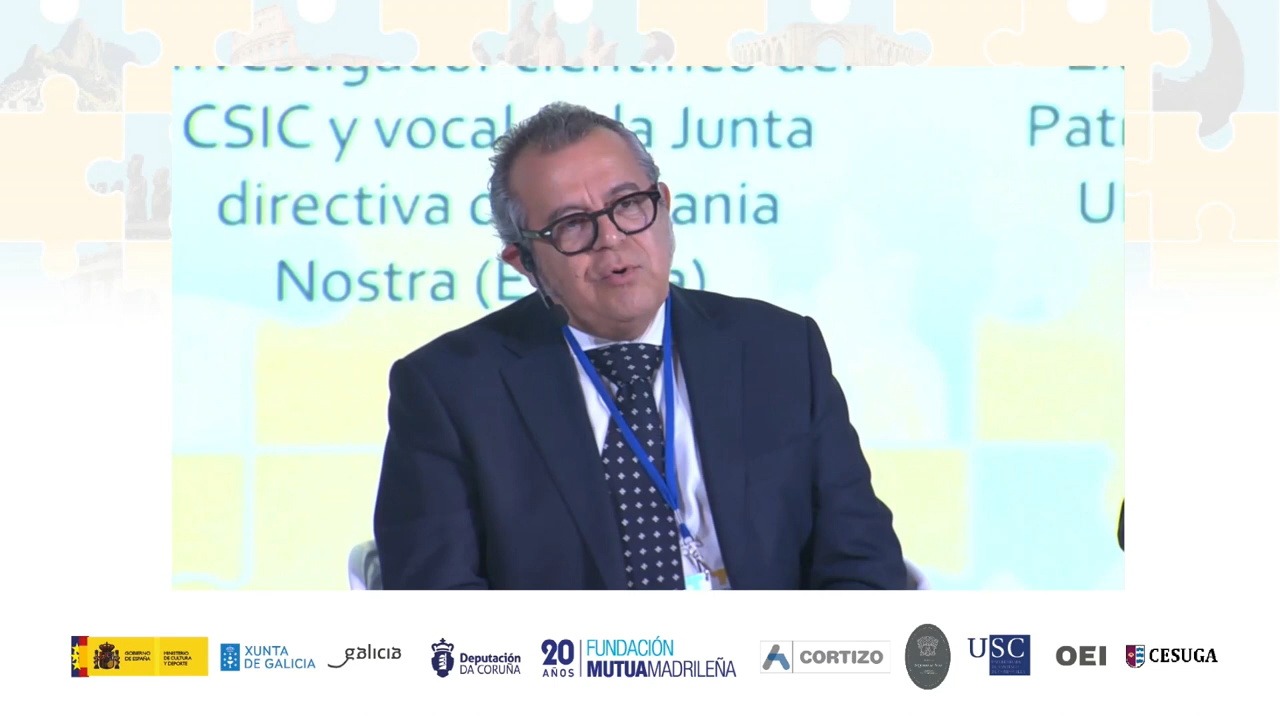 CSIC y vocal la Junta
directiva d ania
Nostra (E a)
Ex
Patr
U
GOBIERNO
DE ESPAÑA
MINISTERIO
DE CULTURA
Y DEPORTE
XUNTA
DE GALICIA
galicia
Deputación
DA CORUÑA
20
AÑOS
FUNDACIÓN
MUTUAMADRILEÑA
CORTIZO
USC
OEI
CESUGA